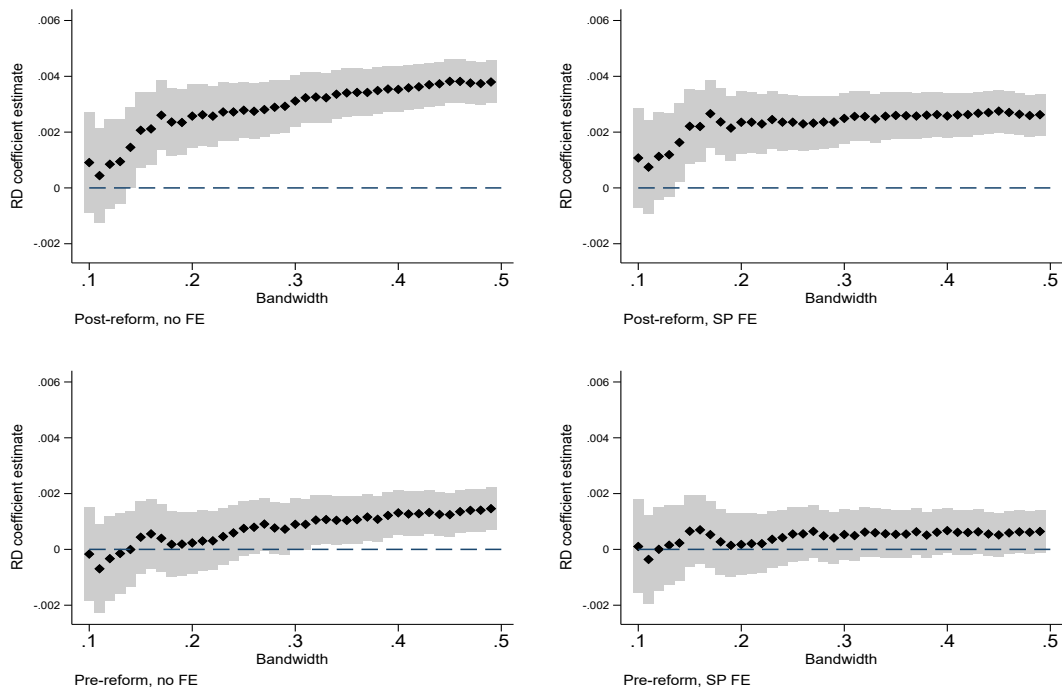 .006
.004
.002
0
-.002
RD coefficient estimate
.1 .2 .3 .4 .5
Bandwidth
Post-reform, no FE
.006
.004
.002
0
-.002
RD coefficient estimate
.1 .2 .3 .4 .5
Bandwidth
Post-reform, SP FE
.006
.004
.002
0
-.002
RD coefficient estimate
.1 .2 .3 .4 .5
Bandwidth
Pre-reform, no FE
.006
.004
.002
0
-.002
RD coefficient estimate
.1 .2 .3 .4 .5
Bandwidth
Pre-reform, SP FE